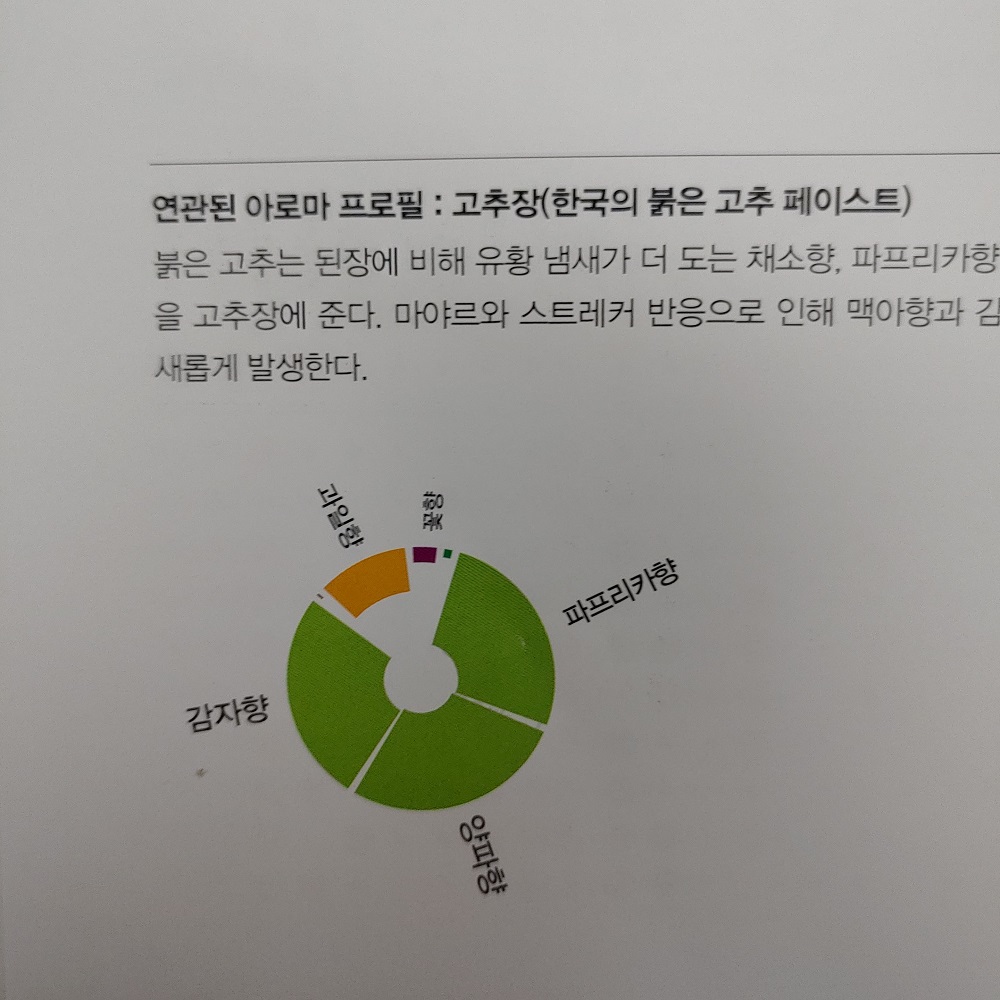 연관된 아로마 프로필 : 고추장(한국의 붉은 고추 페이스트)
붉은 고추는 된장에 비해 유황 냄새가 더 도는 채소향, 파프리카향
을 고추장에 준다. 마야르와 스트레커 반응으로 인해 맥아향과 감
새롭게 발생한다.
과일향
꽃향
파프리카향
감자향
양파향